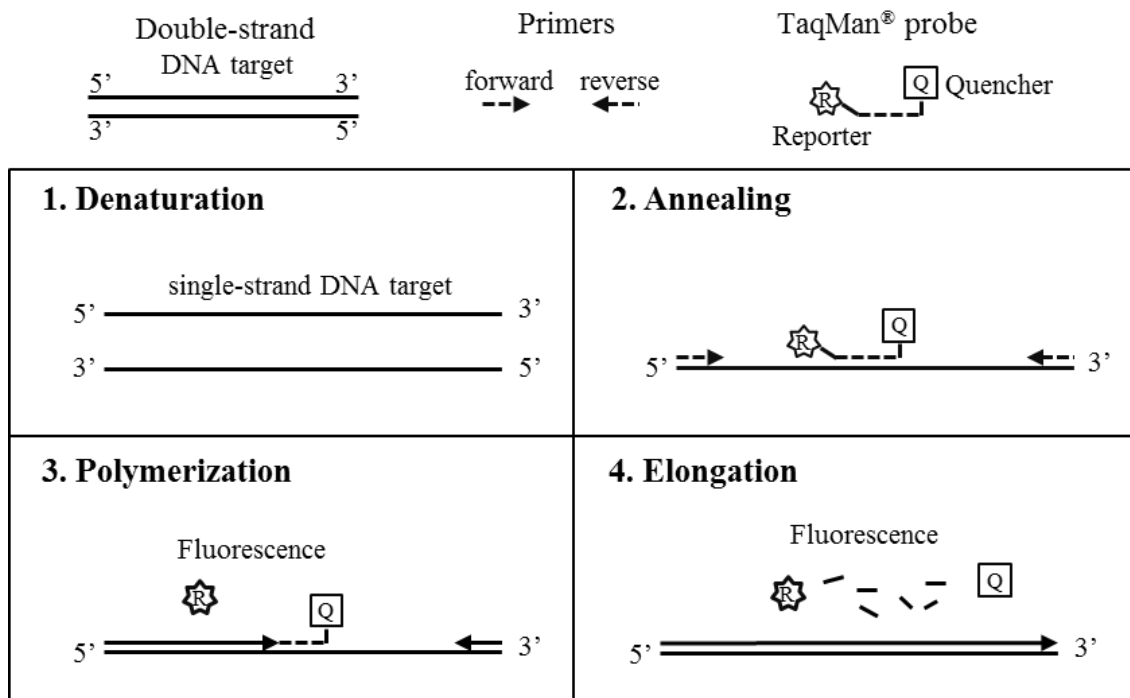 Double-strand
DNA target
5’ 3’
3’ 5’
Primers
forward reverse
TaqMan® probe
R Q Quencher
Reporter
1. Denaturation
single-strand DNA target
5’ 3’
3’ 5’
2. Annealing
R Q
5’ 3’
3. Polymerization
Fluorescence
R Q
5’ 3’
4. Elongation
Fluorescence
R Q
5’ 3’